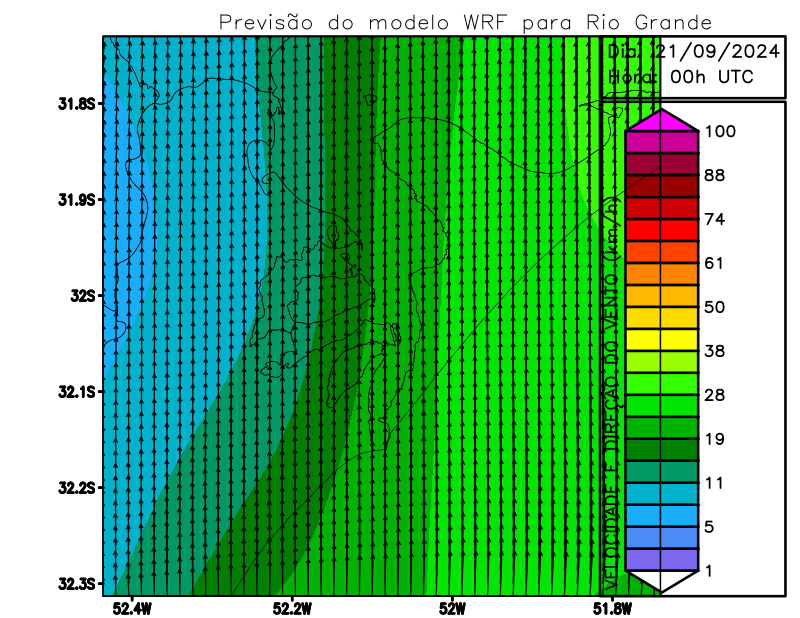 Previsão do modelo WRF para Rio Grande
Dia: 21/09/2024
Hora: 00h UTC
31.8S
31.9S
32S
32.1S
32.2S
32.3S
52.4W
52.2W
52W
51.8W
VELOCIDADE E DIREÇÃO DO VENTO (km/h)
100
88
74
61
50
38
28
19
11
5
1